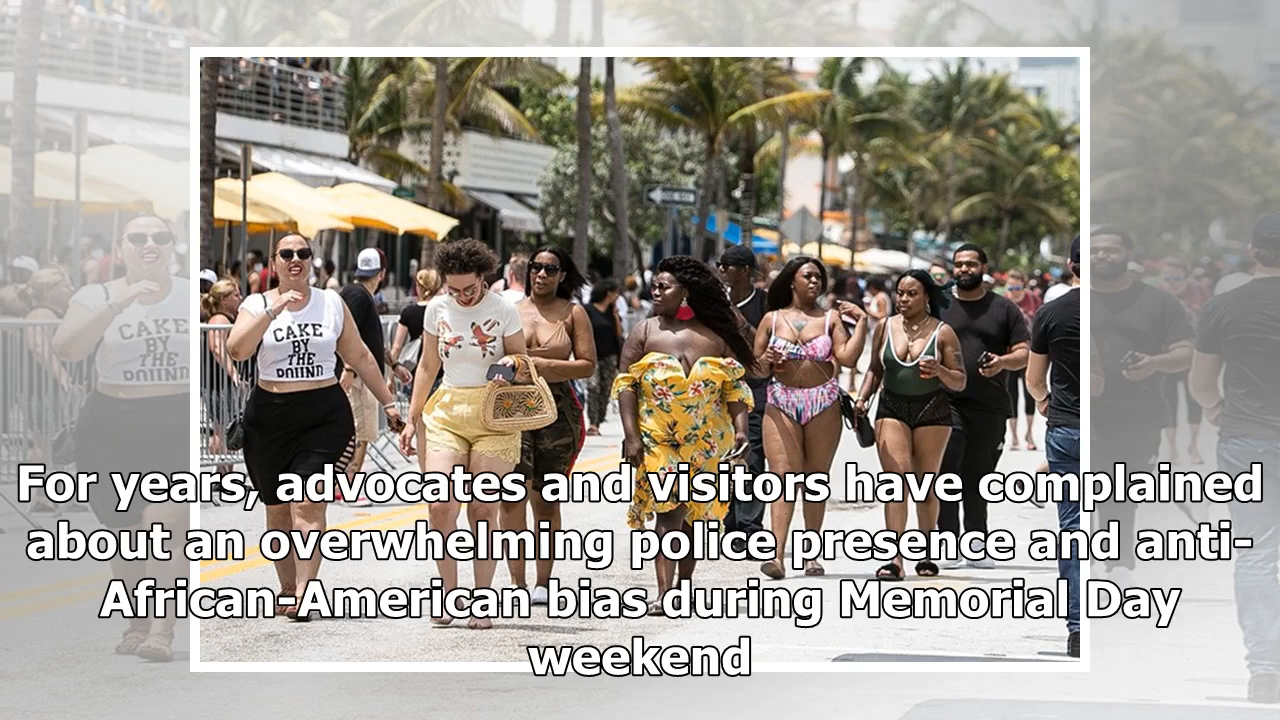 CAKE
BY
THE
POUND
For years, advocates and visitors have complained
about an overwhelming police presence and anti-
African-American bias during Memorial Day
weekend